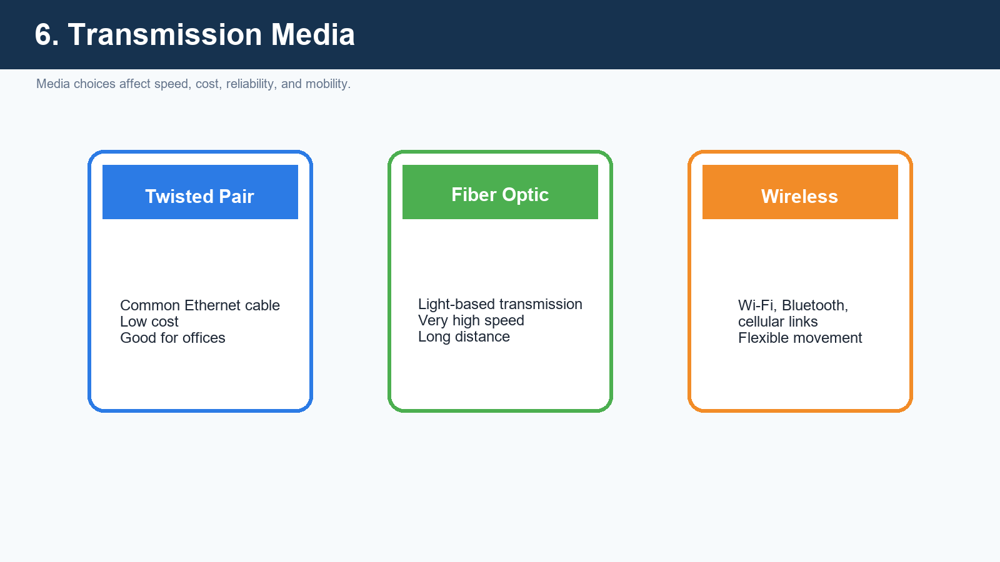 6. Transmission Media
Media choices affect speed, cost, reliability, and mobility.
Twisted Pair
Common Ethernet cable
Low cost
Good for offices
Fiber Optic
Light-based transmission
Very high speed
Long distance
Wireless
Wi-Fi, Bluetooth,
cellular links
Flexible movement